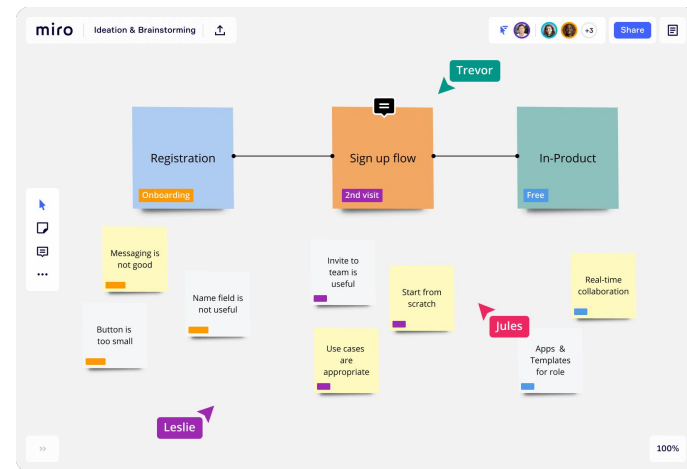 miro
Ideation & Brainstorming
+3
Share
Trevor
Registration
Onboarding
Sign up flow
2nd visit
In-Product
Free
Messaging is
not good
Name field is
not useful
Button is
too small
Invite to
team is
useful
Start from
scratch
Use cases
are
appropriate
Real-time
collaboration
Jules
Apps & 
Templates
for role
Leslie
100%